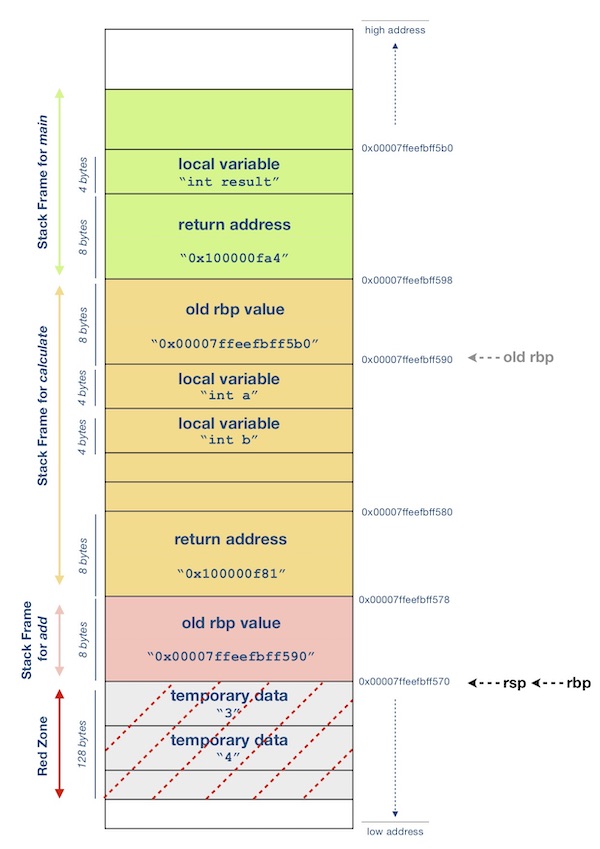 high address
0x00007ffeefbff5b0
Stack Frame for main
4 bytes
local variable
“int result”
8 bytes
return address
“0x100000fa4”
0x00007ffeefbff598
Stack Frame for calculate
8 bytes
old rbp value
“0x00007ffeefbff5b0”
0x00007ffeefbff590
old rbp
4 bytes
local variable
“int a”
4 bytes
local variable
“int b”
0x00007ffeefbff580
8 bytes
return address
“0x100000f81”
0x00007ffeefbff578
Stack Frame
for add
8 bytes
old rbp value
“0x00007ffeefbff590”
0x00007ffeefbff570
rsp
rbp
Red Zone
128 bytes
temporary data
“3”
temporary data
“4”
low address